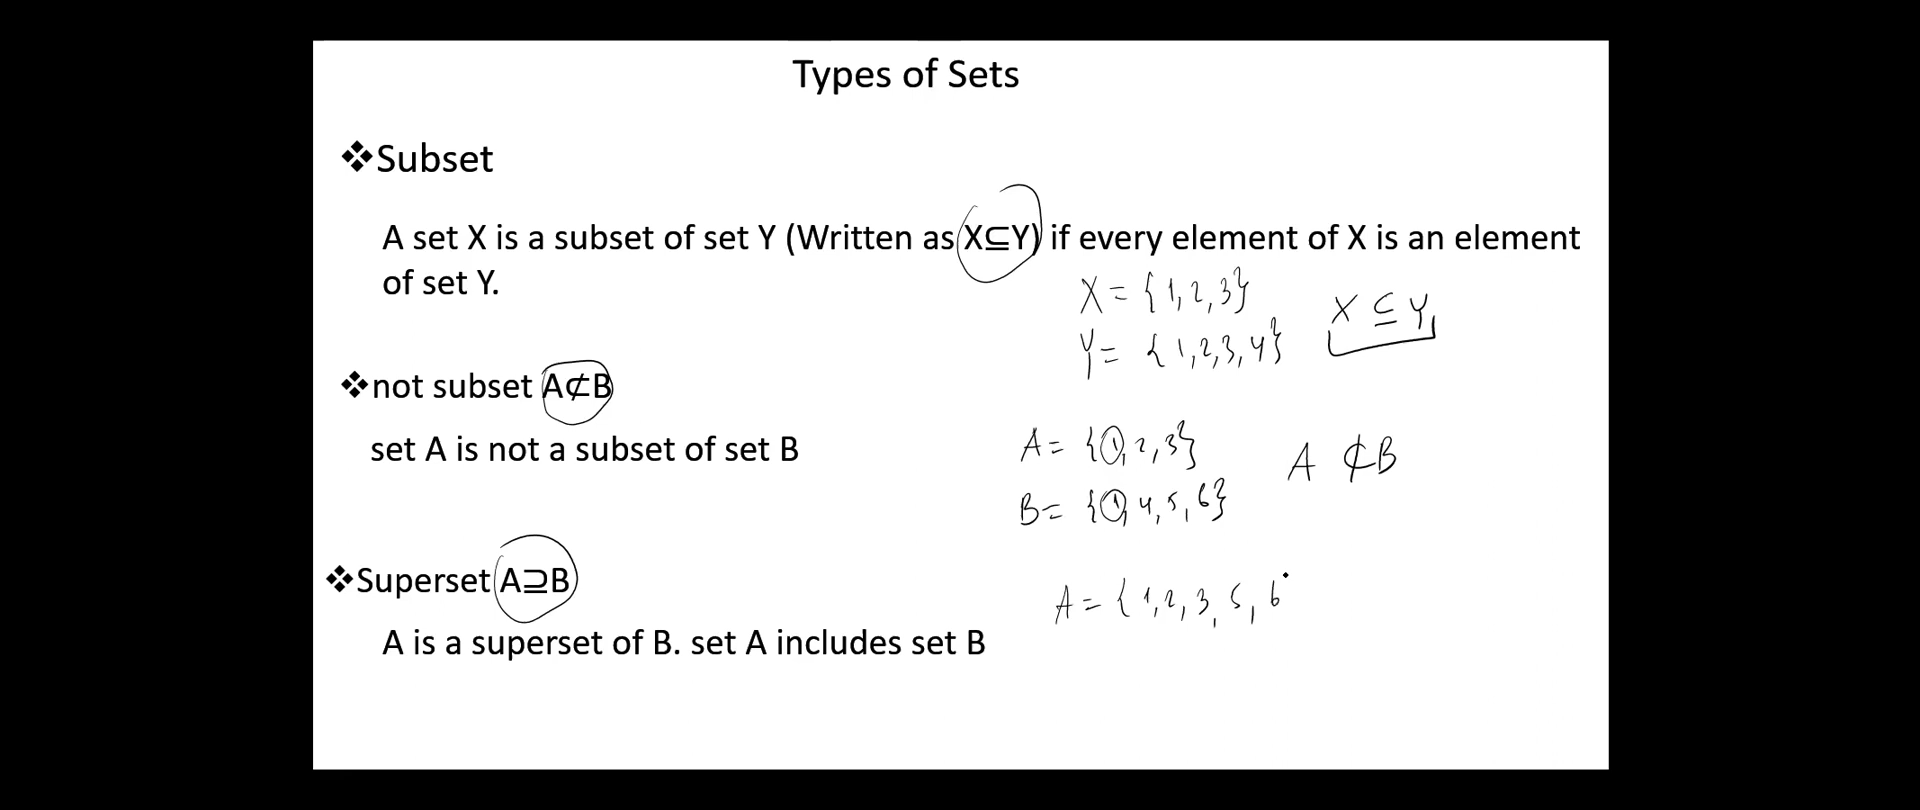 Types of Sets
❖Subset
A set X is a subset of set Y (Written as X⊆Y) if every element of X is an element
of set Y.
X = {1, 2, 3}
Y = {1, 2, 3, 4}
X ⊆ Y
❖not subset A⊄B
set A is not a subset of set B
A = {1, 2, 3}
B = {1, 4, 5, 6}
A ⊄ B
❖Superset A⊇B
A = {1, 2, 3, 5, 6
A is a superset of B. set A includes set B